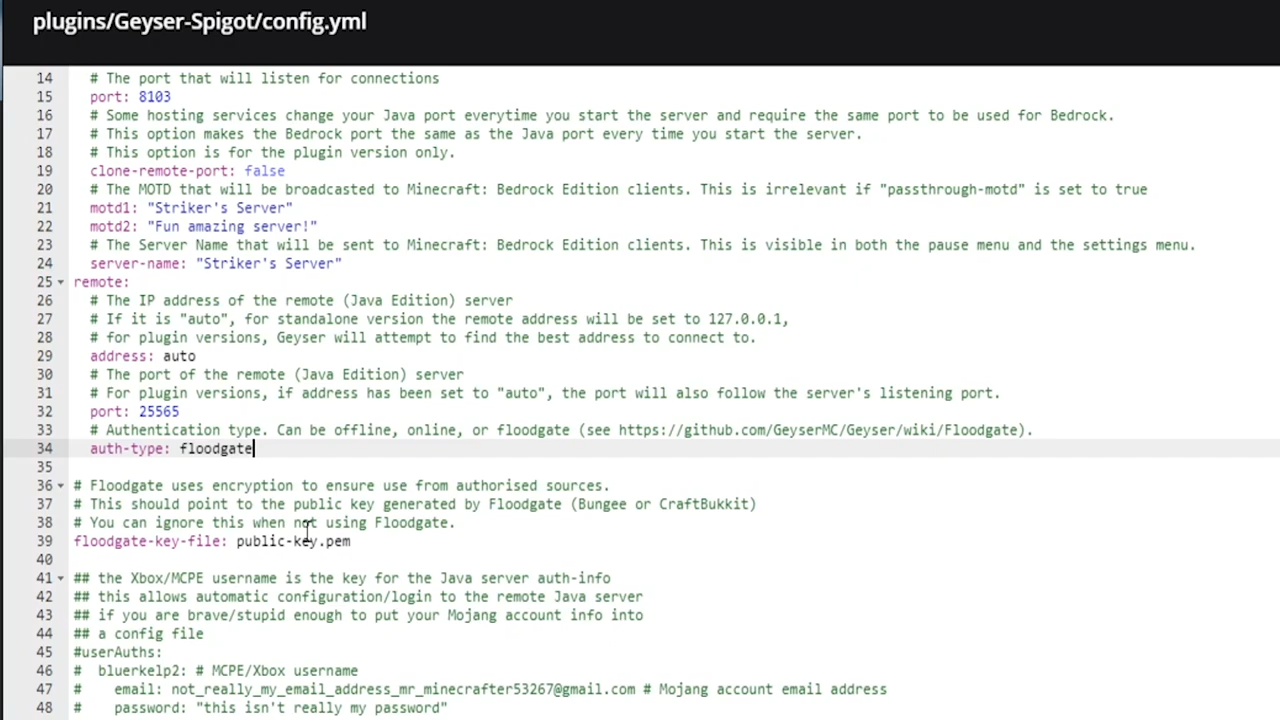 plugins/Geyser-Spigot/config.yml
14 # The port that will listen for connections
15 port: 8103
16 # Some hosting services change your Java port everytime you start the server and require the same port to be used for Bedrock.
17 # This option makes the Bedrock port the same as the Java port every time you start the server.
18 # This option is for the plugin version only.
19 clone-remote-port: false
20 # The MOTD that will be broadcasted to Minecraft: Bedrock Edition clients. This is irrelevant if "passthrough-motd" is set to true
21 motd1: "Striker's Server"
22 motd2: "Fun amazing server!"
23 # The Server Name that will be sent to Minecraft: Bedrock Edition clients. This is visible in both the pause menu and the settings menu.
24 server-name: "Striker's Server"
25 remote:
26 # The IP address of the remote (Java Edition) server
27 # If it is "auto", for standalone version the remote address will be set to 127.0.0.1,
28 # for plugin versions, Geyser will attempt to find the best address to connect to.
29 address: auto
30 # The port of the remote (Java Edition) server
31 # For plugin versions, if address has been set to "auto", the port will also follow the server's listening port.
32 port: 25565
33 # Authentication type. Can be offline, online, or floodgate (see https://github.com/GeyserMC/Geyser/wiki/Floodgate).
34 auth-type: floodgate
35
36 # Floodgate uses encryption to ensure use from authorised sources.
37 # This should point to the public key generated by Floodgate (Bungee or CraftBukkit)
38 # You can ignore this when not using Floodgate.
39 floodgate-key-file: public-key.pem
40
41 ## the Xbox/MCPE username is the key for the Java server auth-info
42 ## this allows automatic configuration/login to the remote Java server
43 ## if you are brave/stupid enough to put your Mojang account info into
44 ## a config file
45 #userAuths:
46 # bluerkelp2: # MCPE/Xbox username
47 # email: not_really_my_email_address_mr_minecrafter53267@gmail.com # Mojang account email address
48 # password: "this isn't really my password"